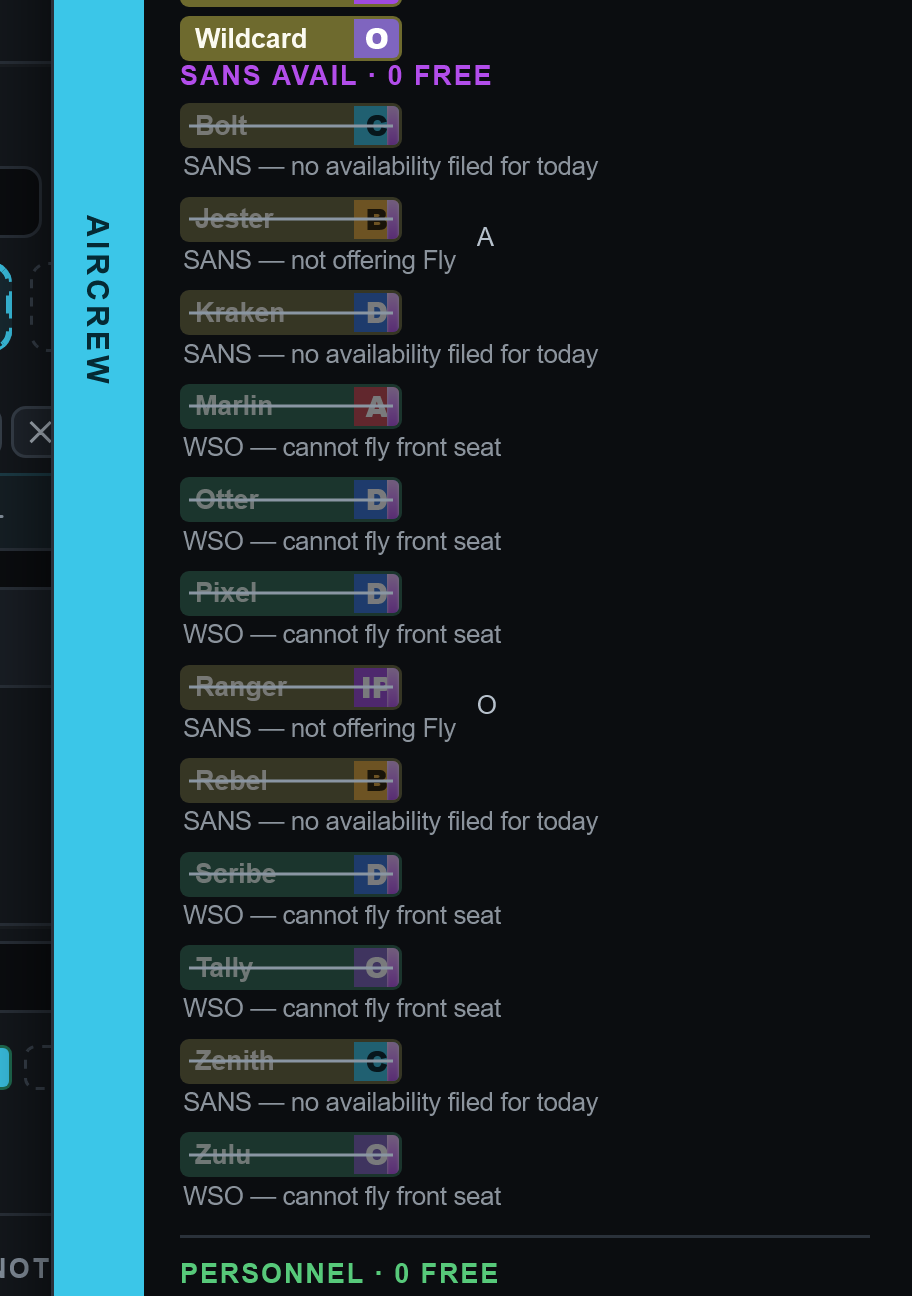 Wildcard O
SANS AVAIL · 0 FREE
Bolt C
SANS — no availability filed for today
Jester B
A
SANS — not offering Fly
Kraken D
SANS — no availability filed for today
Marlin A
WSO — cannot fly front seat
Otter D
WSO — cannot fly front seat
Pixel D
WSO — cannot fly front seat
Ranger IP
O
SANS — not offering Fly
Rebel B
SANS — no availability filed for today
Scribe D
WSO — cannot fly front seat
Tally O
WSO — cannot fly front seat
Zenith C
SANS — no availability filed for today
Zulu O
WSO — cannot fly front seat
PERSONNEL · 0 FREE
AIRCREW
NOT